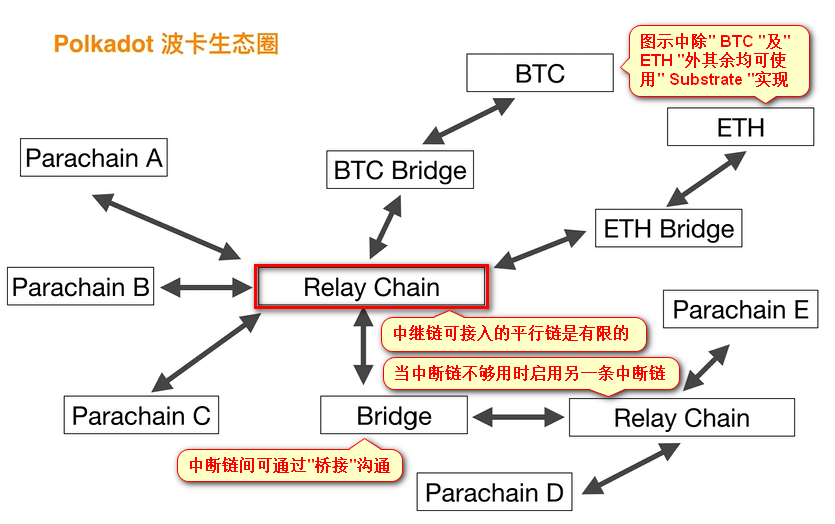 Polkadot 波卡生态圈
图示中除" BTC "及"
ETH "外其余均可使
用" Substrate "实现
BTC
ETH
Parachain A
BTC Bridge
ETH Bridge
Parachain B
Relay Chain
Parachain E
中继链可接入的平行链是有限的
当中断链不够用时启用另一条中断链
Parachain C
Bridge
Relay Chain
中断链间可通过"桥接"沟通
Parachain D